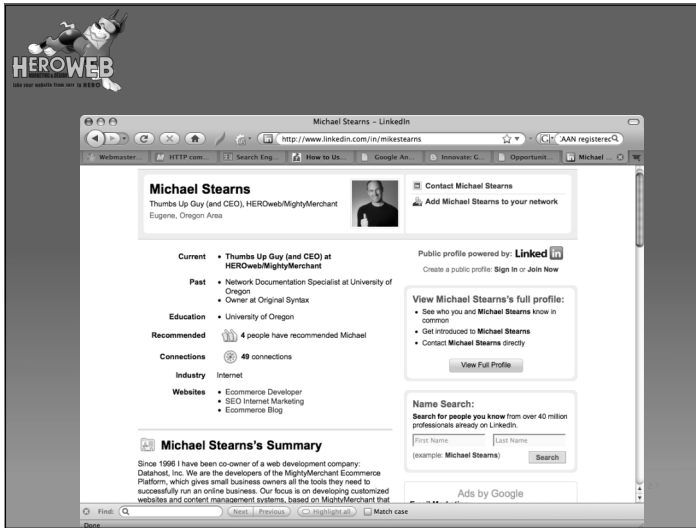 HEROWEB
MARKETING & DESIGN
take your website from zero to HERO
Michael Stearns – LinkedIn
http://www.linkedin.com/in/mikestearns
AAN registerec
Webmaster... HTTP com... Search Eng... How to Us... Google An... Innovate: G... Opportunit... Michael ...
Michael Stearns
Thumbs Up Guy (and CEO), HEROweb/MightyMerchant
Eugene, Oregon Area
Contact Michael Stearns
Add Michael Stearns to your network
Current • Thumbs Up Guy (and CEO) at
HEROweb/MightyMerchant
Past • Network Documentation Specialist at University of
Oregon
• Owner at Original Syntax
Education • University of Oregon
Recommended 4 people have recommended Michael
Connections 49 connections
Industry Internet
Websites • Ecommerce Developer
• SEO Internet Marketing
• Ecommerce Blog
Michael Stearns's Summary
Since 1996 I have been co-owner of a web development company:
Datahost, Inc. We are the developers of the MightyMerchant Ecommerce
Platform, which gives small business owners all the tools they need to
successfully run an online business. Our focus is on developing customized
websites and content management systems, based on MightyMerchant that
Public profile powered by: Linked in
Create a public profile: Sign In or Join Now
View Michael Stearns's full profile:
• See who you and Michael Stearns know in
common
• Get introduced to Michael Stearns
• Contact Michael Stearns directly
View Full Profile
Name Search:
Search for people you know from over 40 million
professionals already on LinkedIn.
First Name Last Name
(example: Michael Stearns) Search
Ads by Google
Find: Next Previous Highlight all Match case
Done